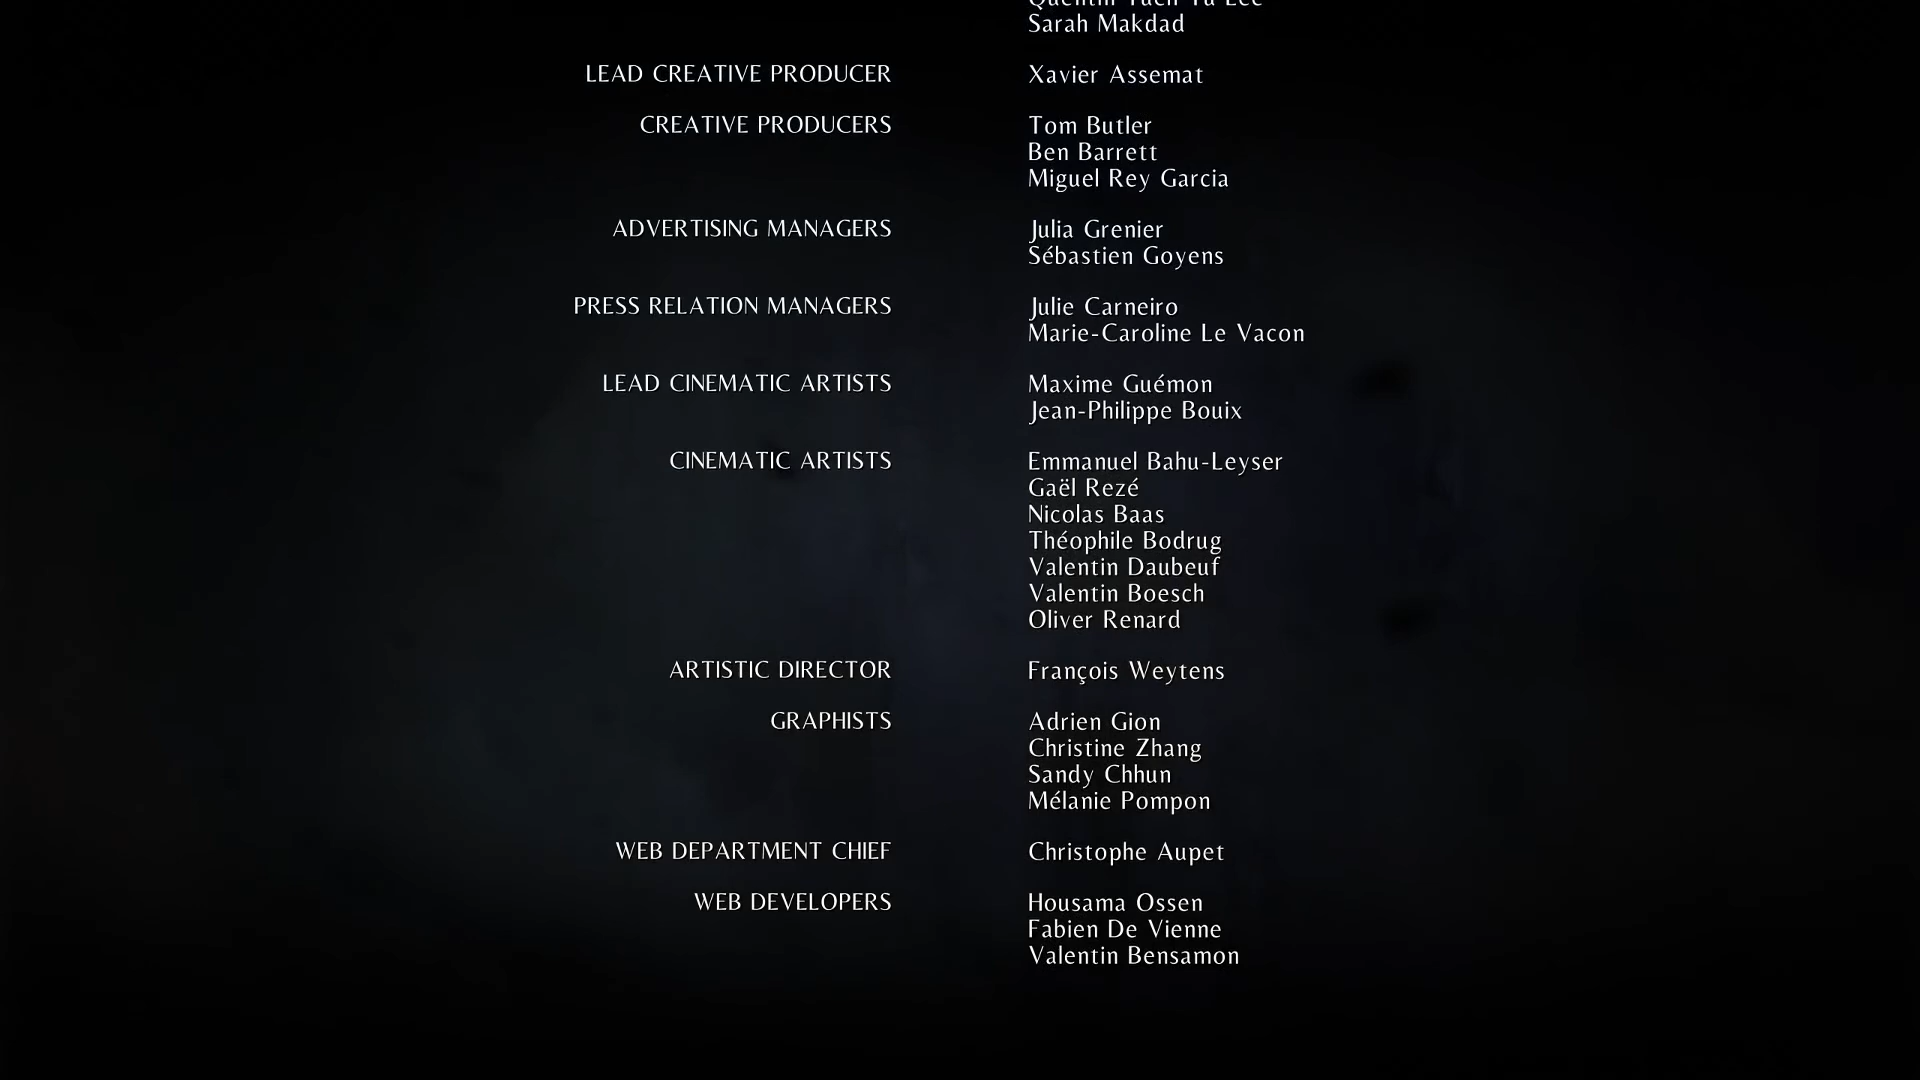 Sarah Makdad
LEAD CREATIVE PRODUCER Xavier Assemat
CREATIVE PRODUCERS Tom Butler
Ben Barrett
Miguel Rey Garcia
ADVERTISING MANAGERS Julia Grenier
Sébastien Goyens
PRESS RELATION MANAGERS Julie Carneiro
Marie-Caroline Le Vacon
LEAD CINEMATIC ARTISTS Maxime Guémon
Jean-Philippe Bouix
CINEMATIC ARTISTS Emmanuel Bahu-Leyser
Gaël Rezé
Nicolas Baas
Théophile Bodrug
Valentin Daubeuf
Valentin Boesch
Oliver Renard
ARTISTIC DIRECTOR François Weytens
GRAPHISTS Adrien Gion
Christine Zhang
Sandy Chhun
Mélanie Pompon
WEB DEPARTMENT CHIEF Christophe Aupet
WEB DEVELOPERS Housama Ossen
Fabien De Vienne
Valentin Bensamon